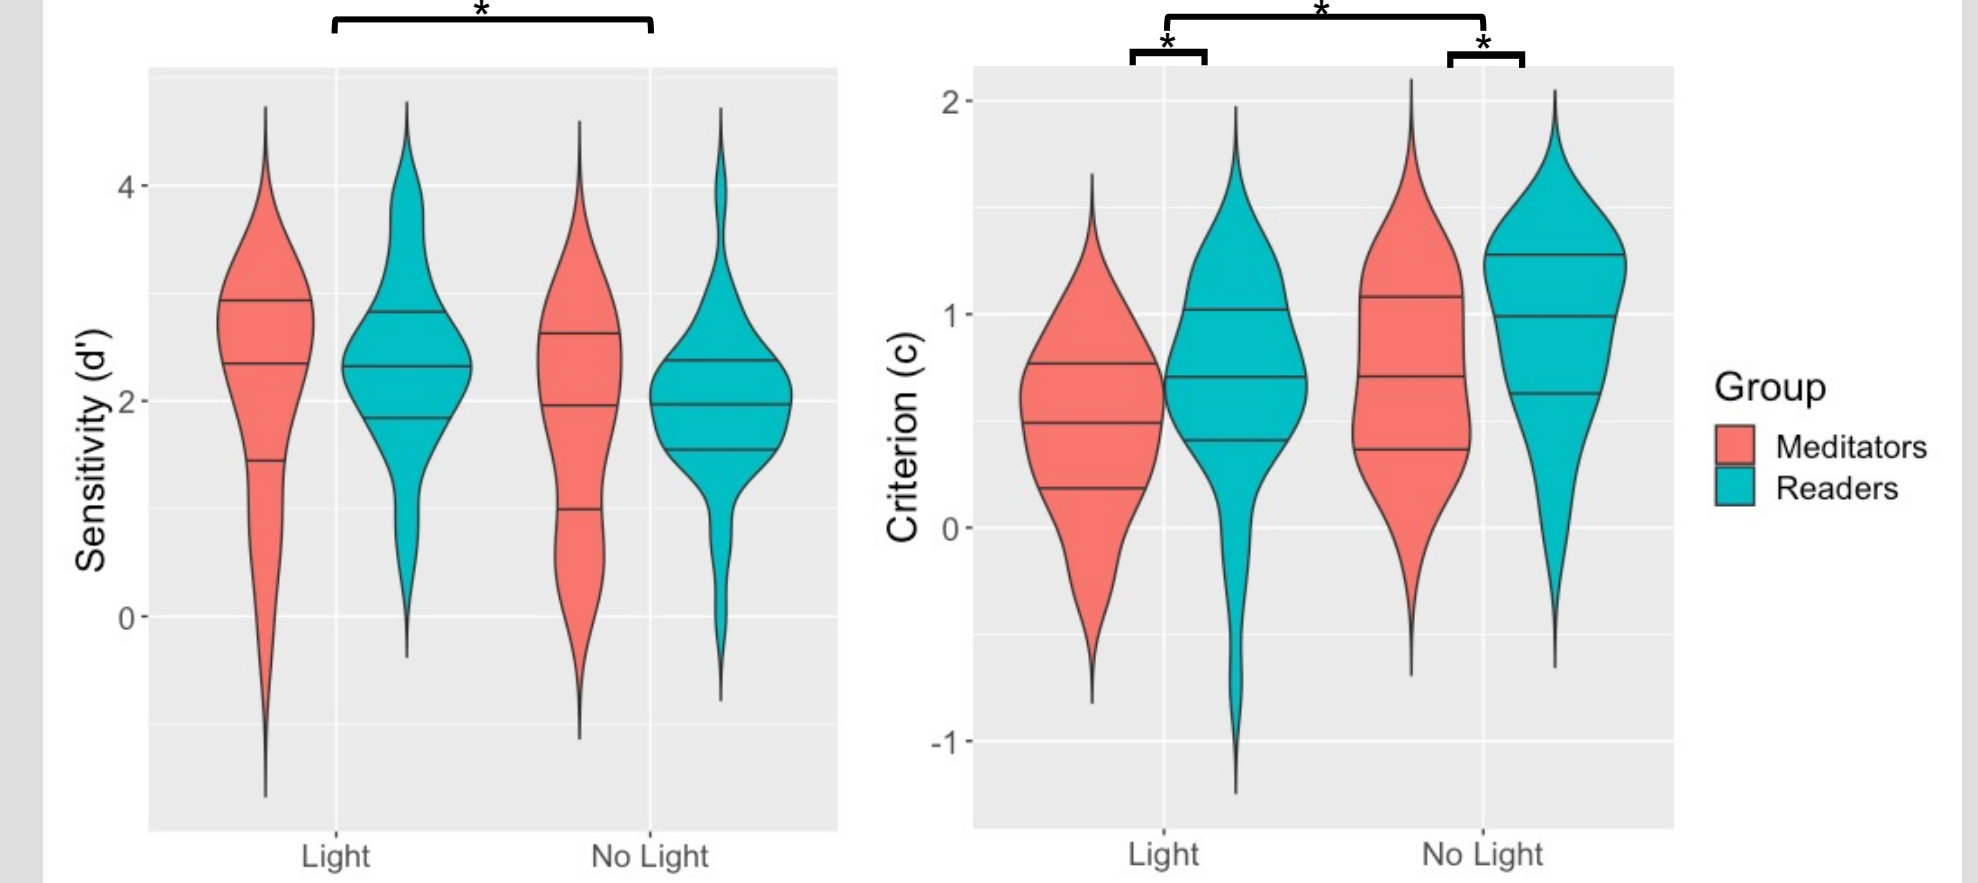 *
Sensitivity (d')
4
2
0
Light
No Light
*
*
*
Criterion (c)
2
1
0
-1
Light
No Light
Group
Meditators
Readers